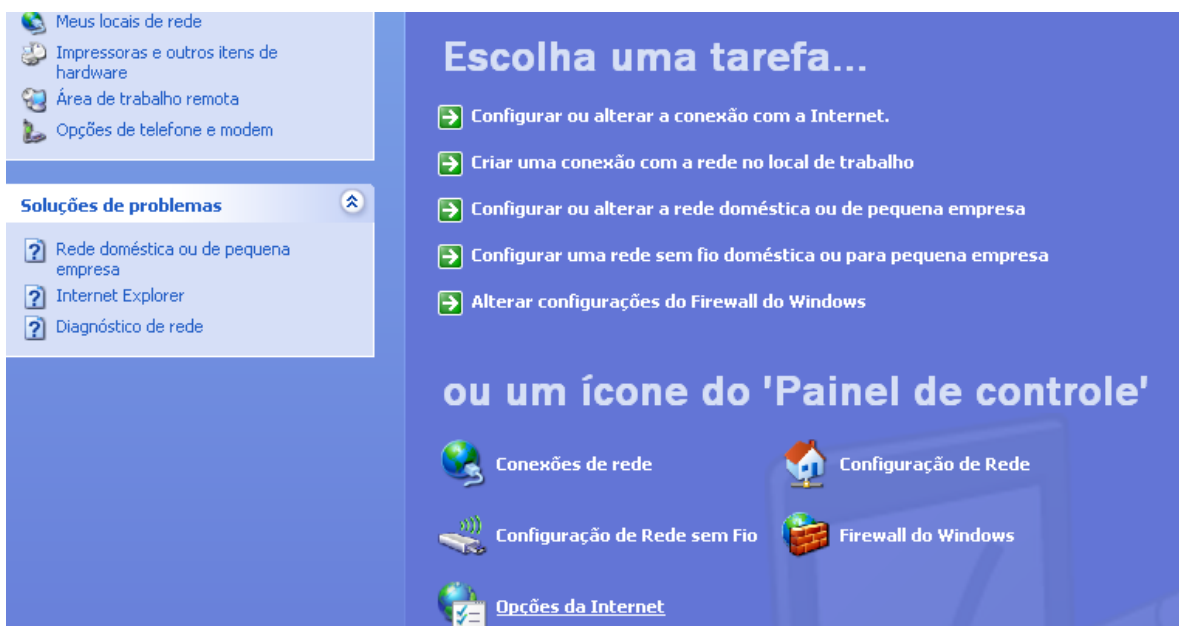 Meus locais de rede
Impressoras e outros itens de
hardware
Área de trabalho remota
Opções de telefone e modem
Soluções de problemas
Rede doméstica ou de pequena
empresa
Internet Explorer
Diagnóstico de rede
Escolha uma tarefa...
Configurar ou alterar a conexão com a Internet.
Criar uma conexão com a rede no local de trabalho
Configurar ou alterar a rede doméstica ou de pequena empresa
Configurar uma rede sem fio doméstica ou para pequena empresa
Alterar configurações do Firewall do Windows
ou um ícone do 'Painel de controle'
Conexões de rede
Configuração de Rede
Configuração de Rede sem Fio
Firewall do Windows
Opções da Internet